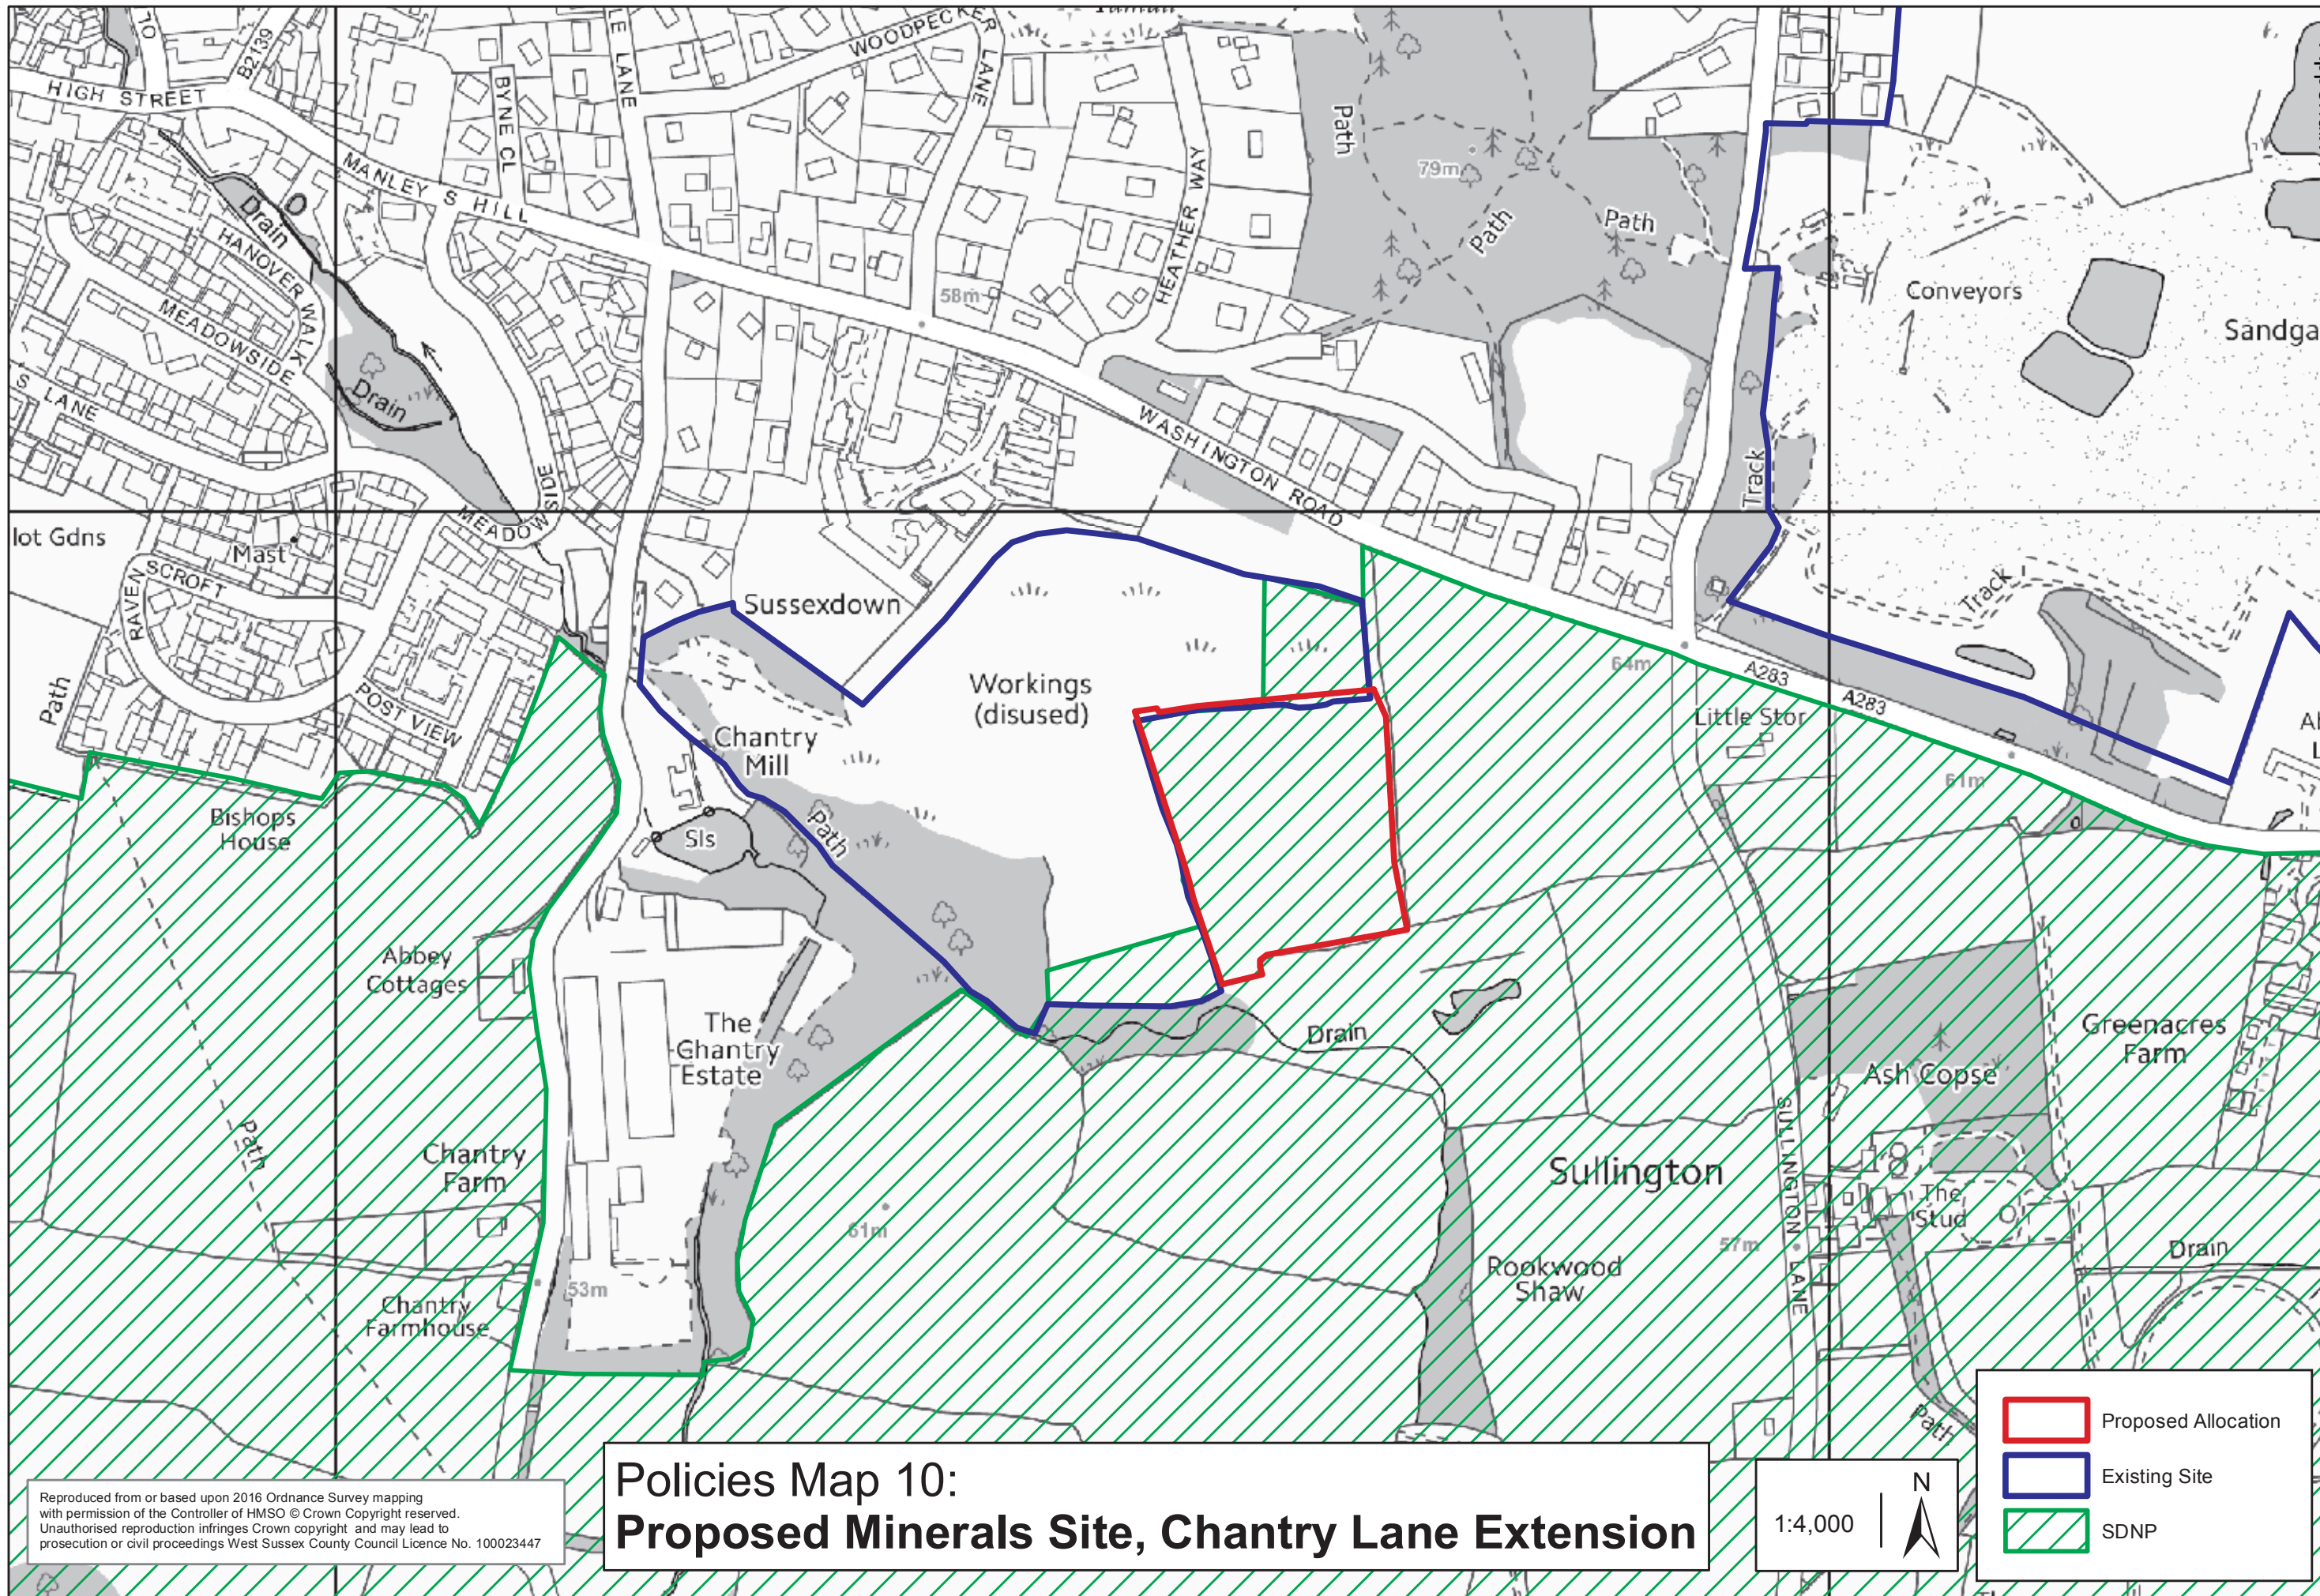 HIGH STREET
TO
B2139
BYNE CL
LE LANE
WOODPECKER LANE
HEATHER WAY
MANLEY S HILL
Drain
HANOVER WALK
MEADOWSIDE
S LANE
Drain
MEADOWSIDE
58m
WASHINGTON ROAD
Path
79m
Path
Path
Track
Conveyors
Sandga
lot Gdns
Mast
RAVENSCROFT
POST VIEW
Path
Sussexdown
Workings
(disused)
Chantry
Mill
Path
Sls
Track
64m
A283
A283
Little Stor
61m
Bishops
House
Abbey
Cottages
The
Chantry
Estate
Drain
Ash Copse
Greenacres
Farm
Path
Chantry
Farm
61m
Sullington
SULLINGTON LANE
The
Stud
57m
Drain
Rookwood
Shaw
53m
Chantry
Farmhouse
Path
Policies Map 10:
Proposed Minerals Site, Chantry Lane Extension
Reproduced from or based upon 2016 Ordnance Survey mapping
with permission of the Controller of HMSO © Crown Copyright reserved.
Unauthorised reproduction infringes Crown copyright and may lead to
prosecution or civil proceedings West Sussex County Council Licence No. 100023447
1:4,000
N
Proposed Allocation
Existing Site
SDNP